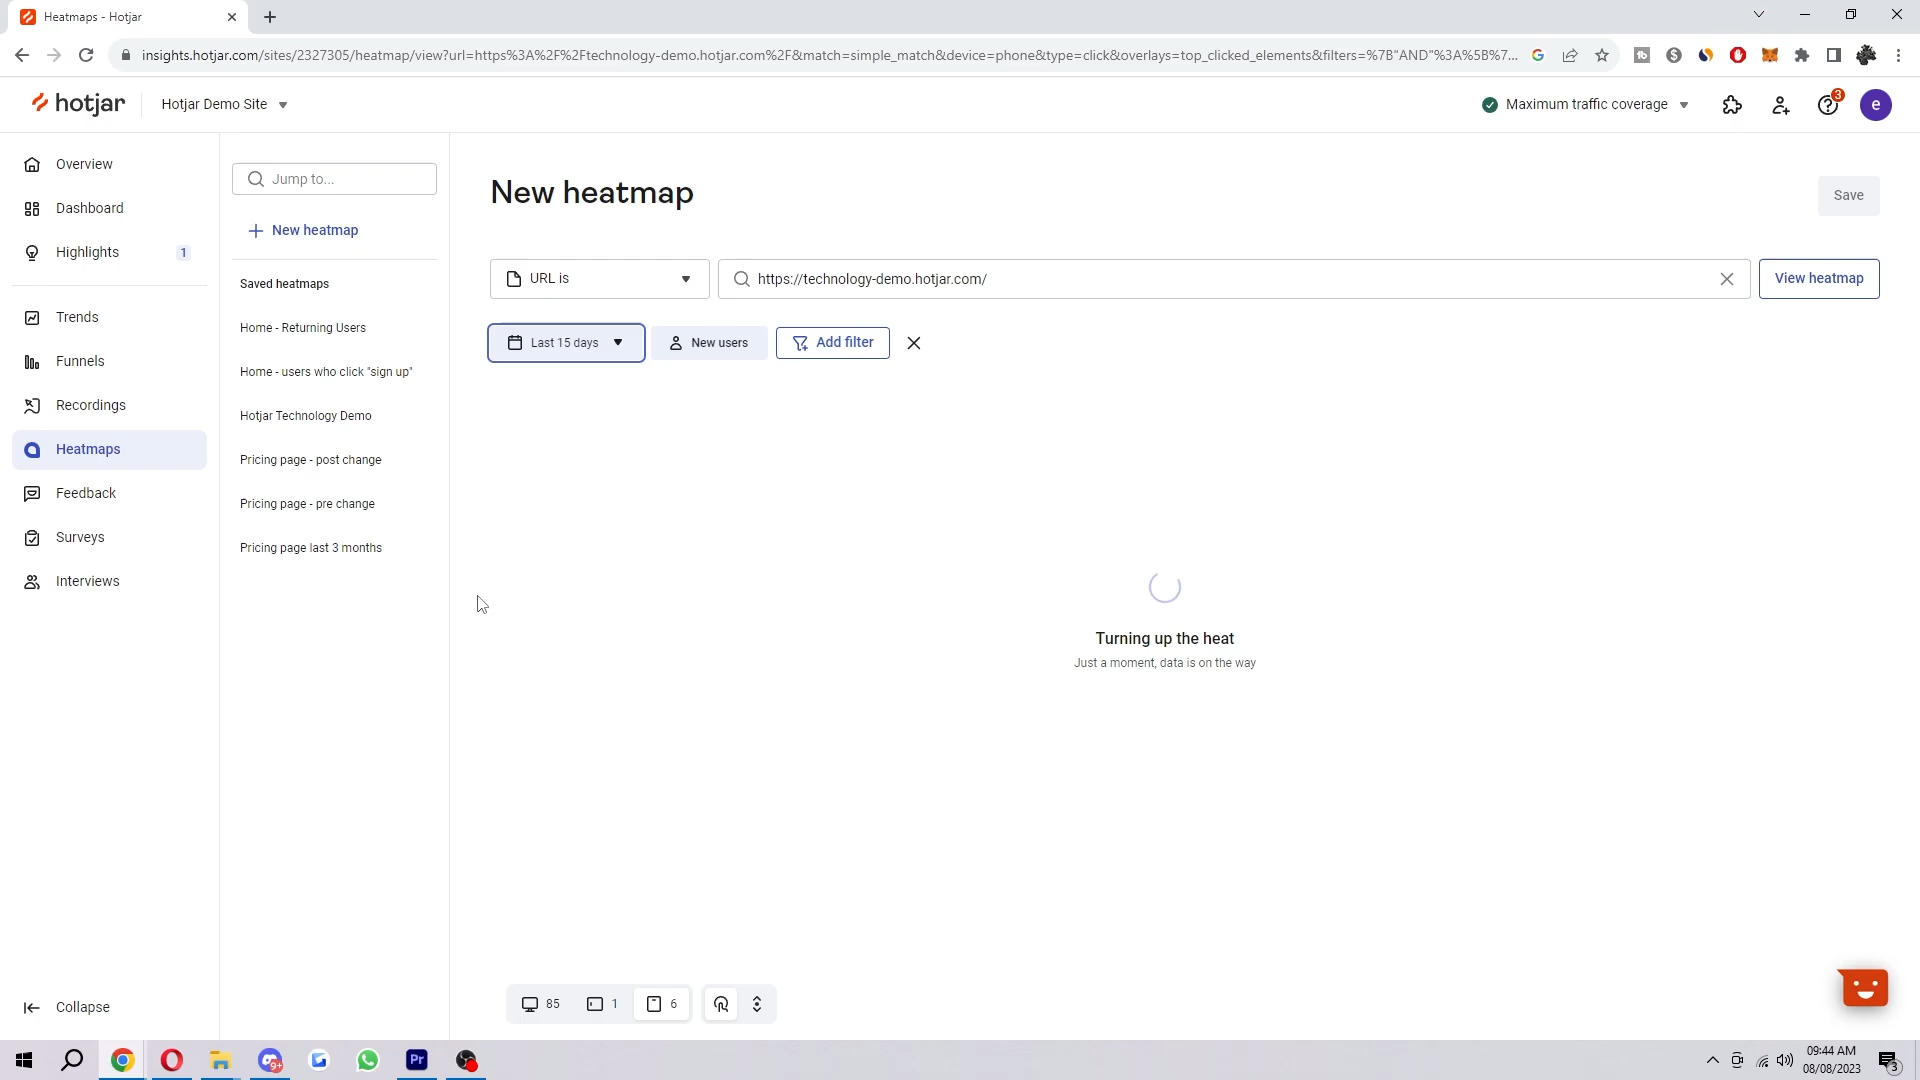 Heatmaps - Hotjar
insights.hotjar.com/sites/2327305/heatmap/view?url=https%3A%2F%2Ftechnology-demo.hotjar.com%2F&match=simple_match&device=phone&type=click&overlays=top_clicked_elements&filters=%7B"AND"%3A%5B%7...
hotjar
Hotjar Demo Site
Maximum traffic coverage
3
e
Overview
Dashboard
Highlights 1
Trends
Funnels
Recordings
Heatmaps
Feedback
Surveys
Interviews
Collapse
Jump to...
New heatmap
Saved heatmaps
Home - Returning Users
Home - users who click "sign up"
Hotjar Technology Demo
Pricing page - post change
Pricing page - pre change
Pricing page last 3 months
New heatmap
Save
URL is
https://technology-demo.hotjar.com/
View heatmap
Last 15 days
New users
Add filter
Turning up the heat
Just a moment, data is on the way
85
1
6
9+
Pr
09:44 AM
08/08/2023
3